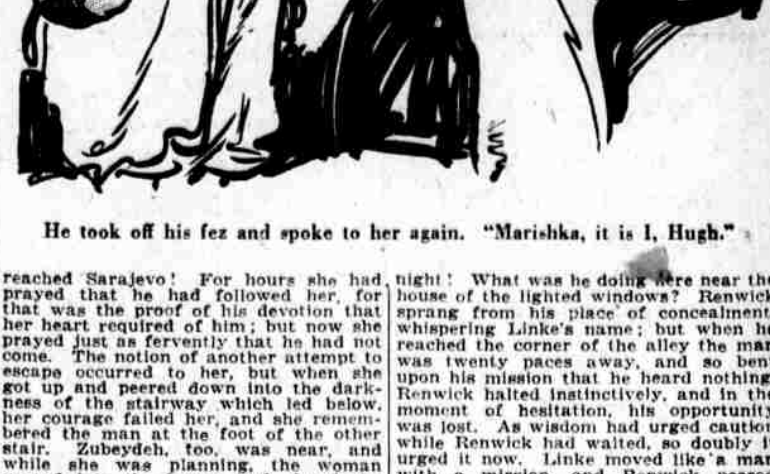 He took off his fez and spoke to her again. "Marishka, it is I, Hugh."
reached Sarajevo! For hours she had
prayed that he had followed her, for
that was the proof of his devotion that
her heart required of him; but now she
prayed just as fervently that he had not
come. The notion of another attempt to
escape occurred to her, but when she
got up and peered down into the dark-
ness of the stairway which led below,
her courage failed her, and she remem-
bered the man at the foot of the other
stair. Zubeydeh, too, was near, and
while she was planning, the woman
night! What was he doing here near the
house of the lighted windows? Renwick
sprang from his place of concealment,
whispering Linke's name; but when he
reached the corner of the alley the man
was twenty paces away, and so bent
upon his mission that he heard nothing.
Renwick halted instinctively, and in the
moment of hesitation, his opportunity
was lost. As wisdom had urged caution
while Renwick had waited, so doubly it
urged it now. Linke moved like a man
with a mission and Renwick